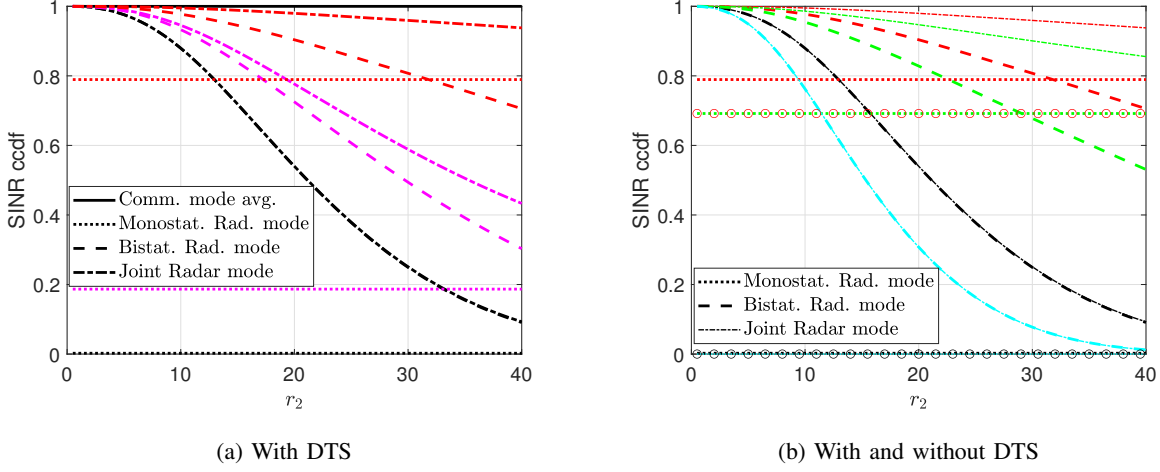 SINR ccdf
1
0.8
0.6
0.4
0.2
0
Comm. mode avg.
Monostat. Rad. mode
Bistat. Rad. mode
Joint Radar mode
0 10 20 30 40
r2
(a) With DTS
SINR ccdf
1
0.8
0.6
0.4
0.2
0
Monostat. Rad. mode
Bistat. Rad. mode
Joint Radar mode
0 10 20 30 40
r2
(b) With and without DTS